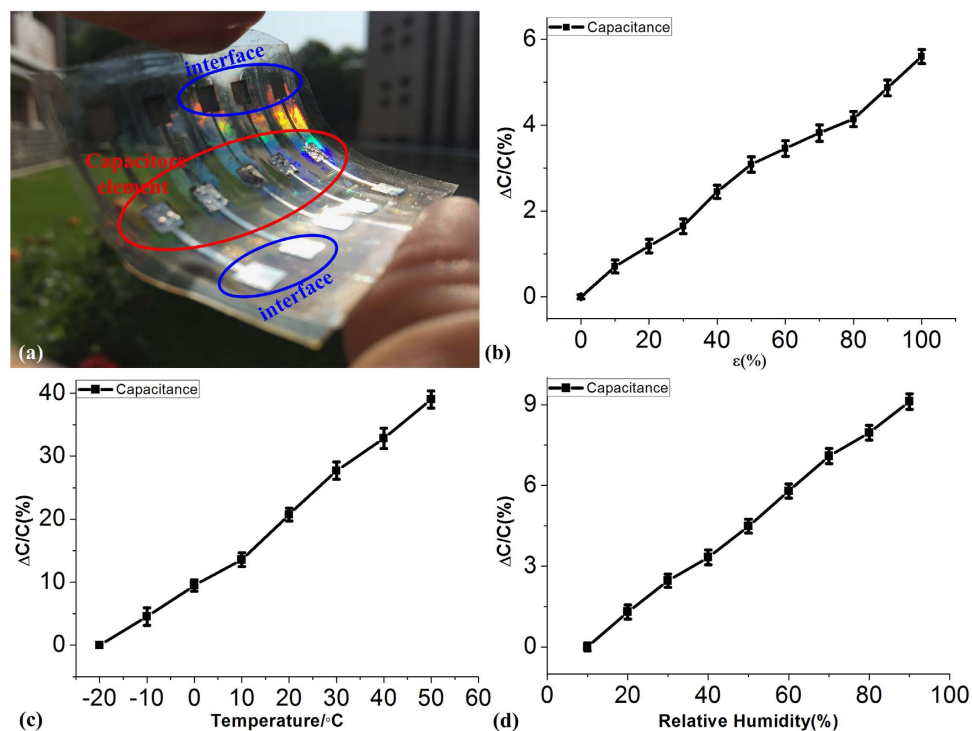 interface
Capacitors
element
interface
(a)
Capacitance
6
4
2
0
ΔC/C(%)
0 20 40 60 80 100
ε(%)
(b)
Capacitance
40
30
20
10
0
ΔC/C(%)
-20 -10 0 10 20 30 40 50 60
Temperature/◦C
(c)
Capacitance
9
6
3
0
ΔC/C(%)
0 20 40 60 80 100
Relative Humidity(%)
(d)